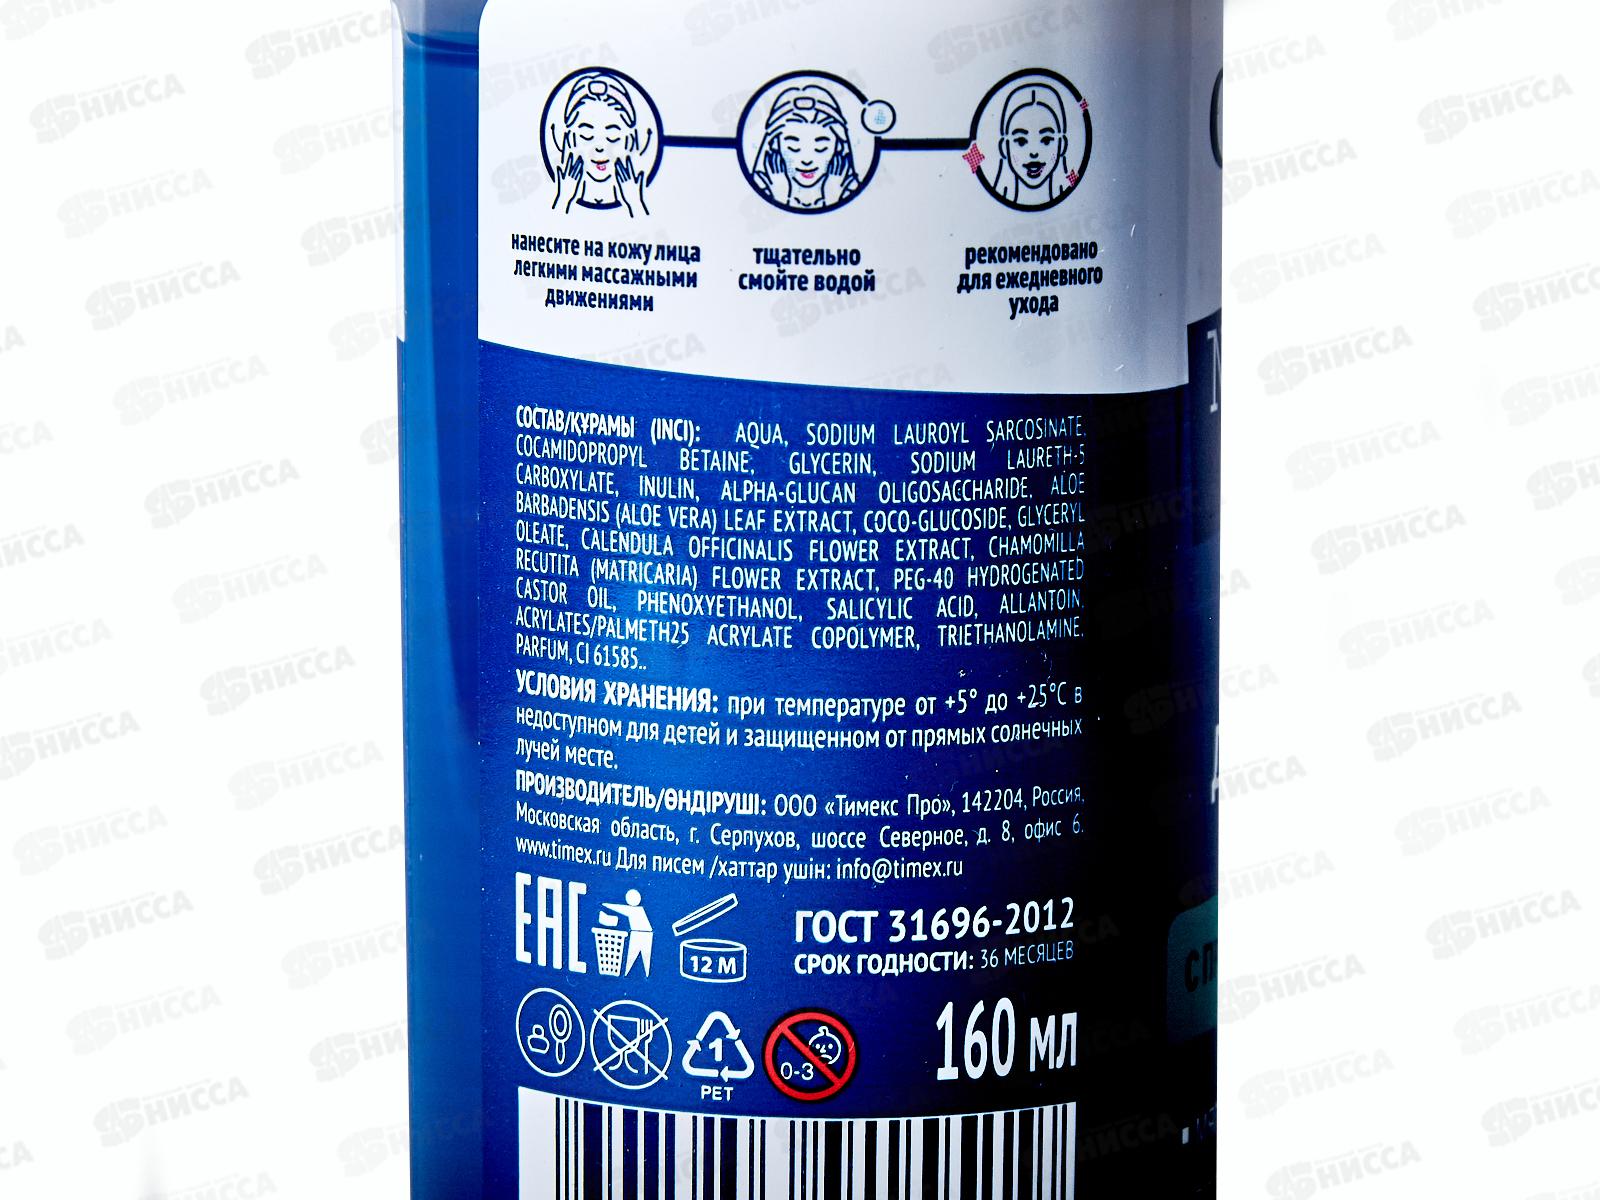 нанесите на кожу лица
легкими массажными
движениями
тщательно
смойте водой
рекомендовано
для ежедневного
ухода
СОСТАВ/ҚҰРАМЫ (INCI): AQUA, SODIUM LAUROYL SARCOSINATE,
COCAMIDOPROPYL BETAINE, GLYCERIN, SODIUM LAURETH-5
CARBOXYLATE, INULIN, ALPHA-GLUCAN OLIGOSACCHARIDE, ALOE
BARBADENSIS (ALOE VERA) LEAF EXTRACT, COCO-GLUCOSIDE, GLYCERYL
OLEATE, CALENDULA OFFICINALIS FLOWER EXTRACT, CHAMOMILLA
RECUTITA (MATRICARIA) FLOWER EXTRACT, PEG-40 HYDROGENATED
CASTOR OIL, PHENOXYETHANOL, SALICYLIC ACID, ALLANTOIN,
ACRYLATES/PALMETH25 ACRYLATE COPOLYMER, TRIETHANOLAMINE,
PARFUM, CI 61585..
УСЛОВИЯ ХРАНЕНИЯ: при температуре от +5° до +25°С в
недоступном для детей и защищенном от прямых солнечных
лучей месте.
ПРОИЗВОДИТЕЛЬ/ӨНДІРУШІ: ООО «Тимекс Про», 142204, Россия,
Московская область, г. Серпухов, шоссе Северное, д. 8, офис 6.
www.timex.ru Для писем /хаттар үшін: info@timex.ru
EAC
12 M
ГОСТ 31696-2012
СРОК ГОДНОСТИ: 36 МЕСЯЦЕВ
1
PET
0-3
160 мл
НИССА